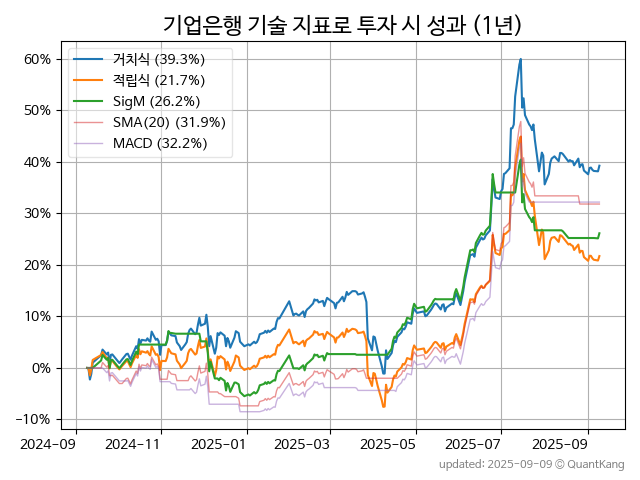 기업은행 기술 지표로 투자 시 성과 (1년)
거치식 (39.3%)
적립식 (21.7%)
SigM (26.2%)
SMA(20) (31.9%)
MACD (32.2%)
60%
50%
40%
30%
20%
10%
0%
−10%
2024-09 2024-11 2025-01 2025-03 2025-05 2025-07 2025-09
updated: 2025-09-09 © QuantKang